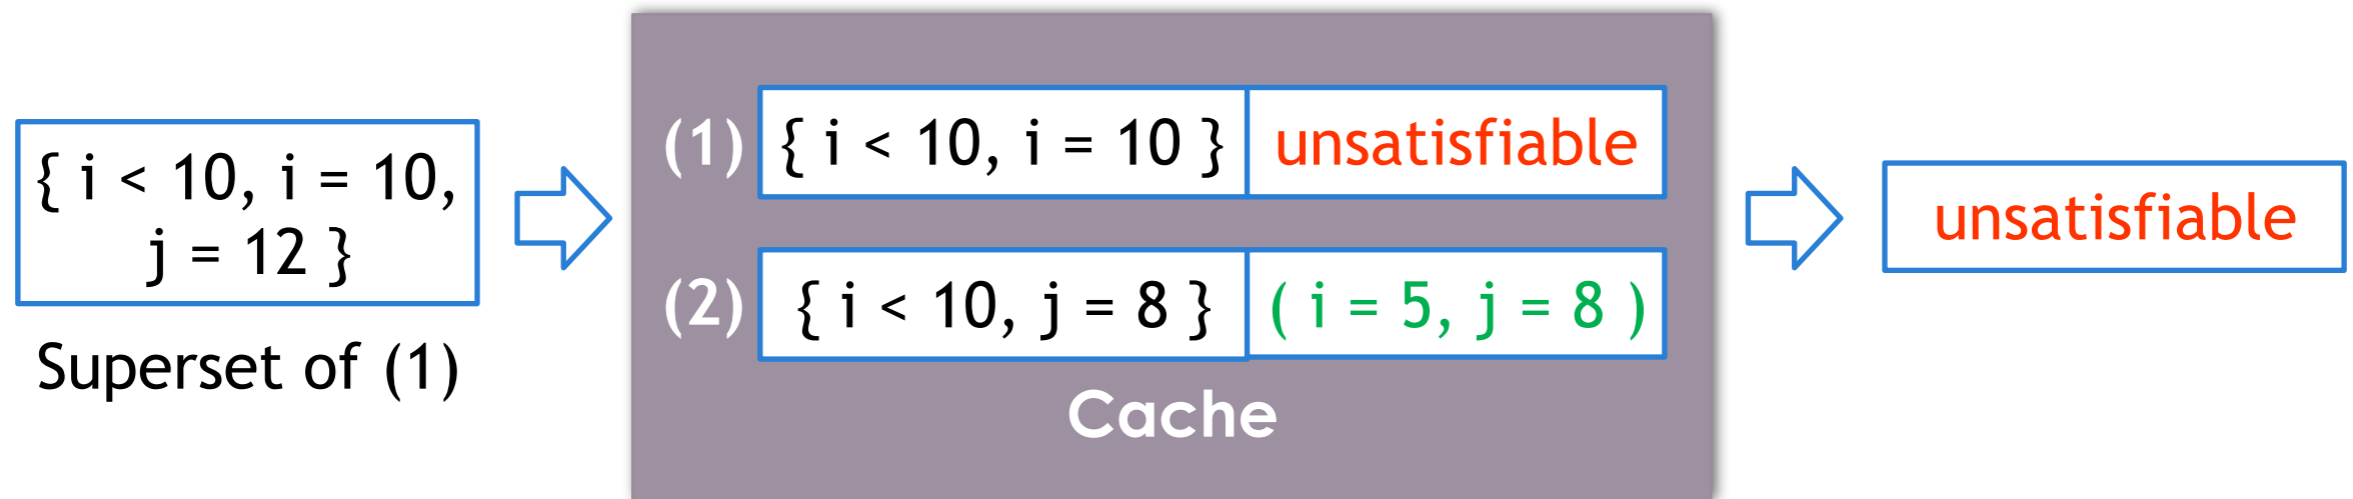 { i < 10, i = 10,
j = 12 }
Superset of (1)
(1) { i < 10, i = 10 } unsatisfiable
(2) { i < 10, j = 8 } ( i = 5, j = 8 )
Cache
unsatisfiable